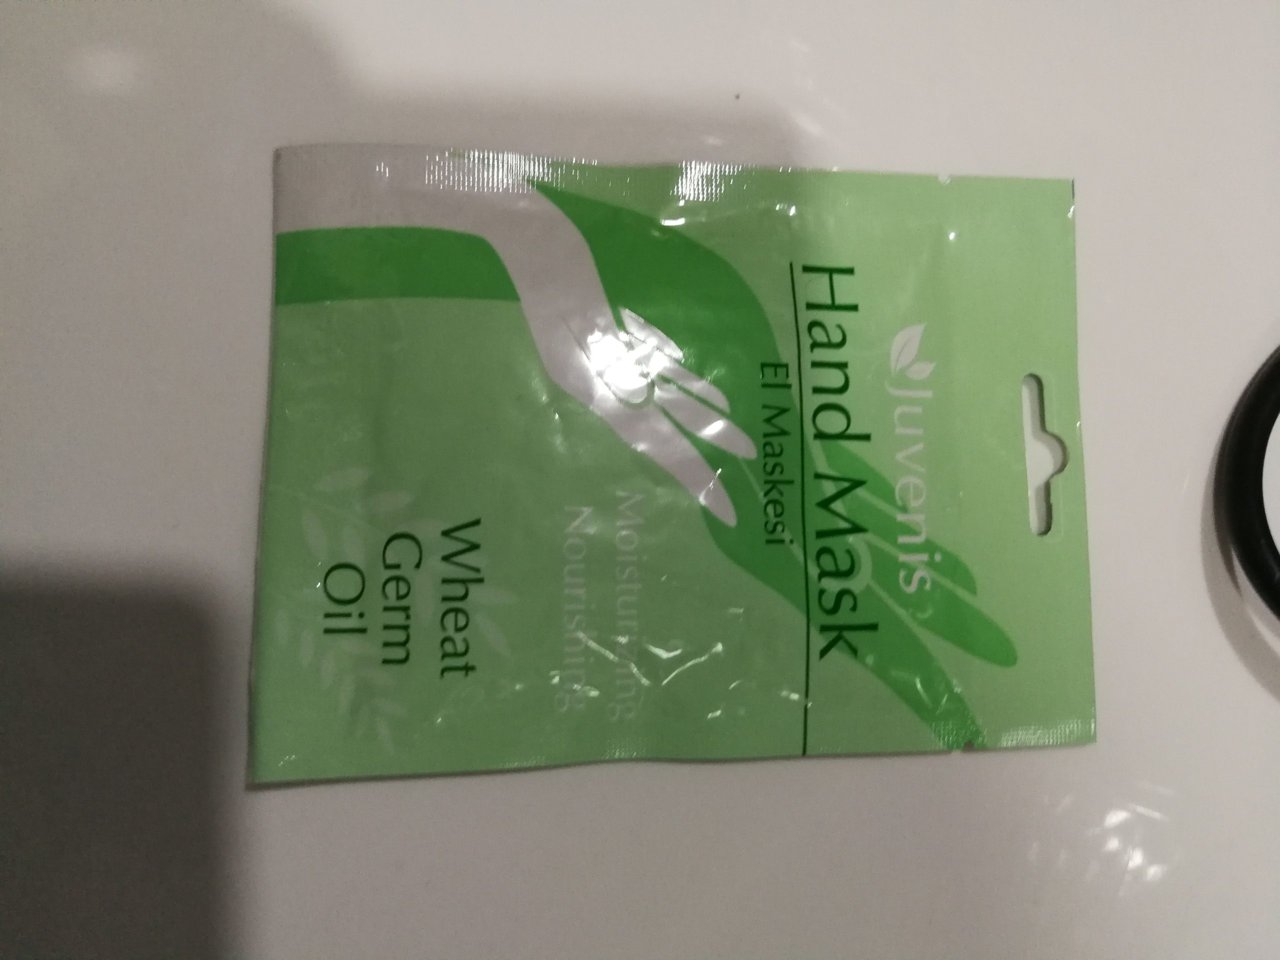 Juvenis
Hand Mask
El Maskesi
Moisturizing
Nourishing
Wheat
Germ
Oil